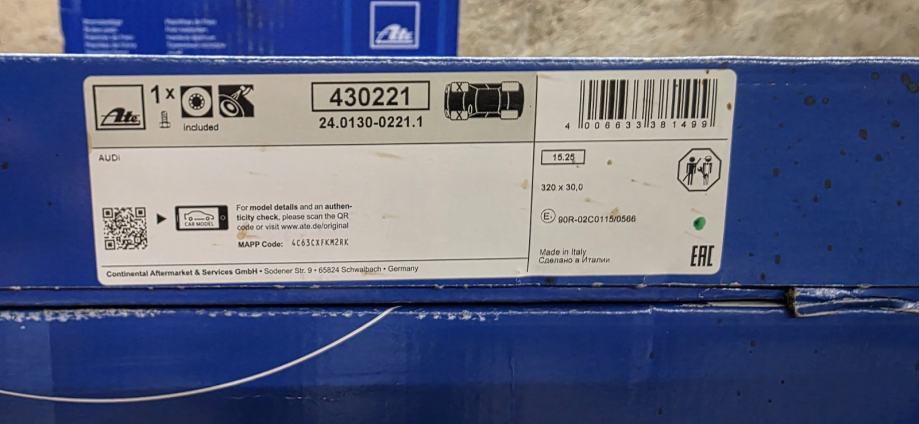 Ate
Ate
1x
included
430221
24.0130-0221.1
4 006633 381499
AUDI
15.25
320 x 30,0
E 90R-02C0115/0566
CAR MODEL
For model details and an authen-
ticity check, please scan the QR
code or visit www.ate.de/original
MAPP Code: 4C63CXFKM2RK
Made in Italy
Сделано в Италии
EAC
Continental Aftermarket & Services GmbH • Sodener Str. 9 • 65824 Schwalbach • Germany